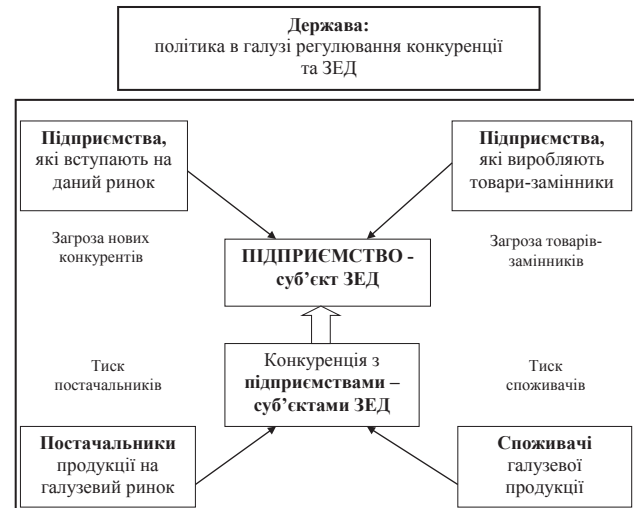 Держава:
політика в галузі регулювання конкуренції
та ЗЕД
Підприємства,
які вступають на
даний ринок
Підприємства,
які виробляють
товари-замінники
Загроза нових
конкурентів
ПІДПРИЄМСТВО -
суб’єкт ЗЕД
Загроза товарів-
замінників
Тиск
постачальників
Конкуренція з
підприємствами –
суб’єктами ЗЕД
Тиск
споживачів
Постачальники
продукції на
галузевий ринок
Споживачі
галузевої
продукції